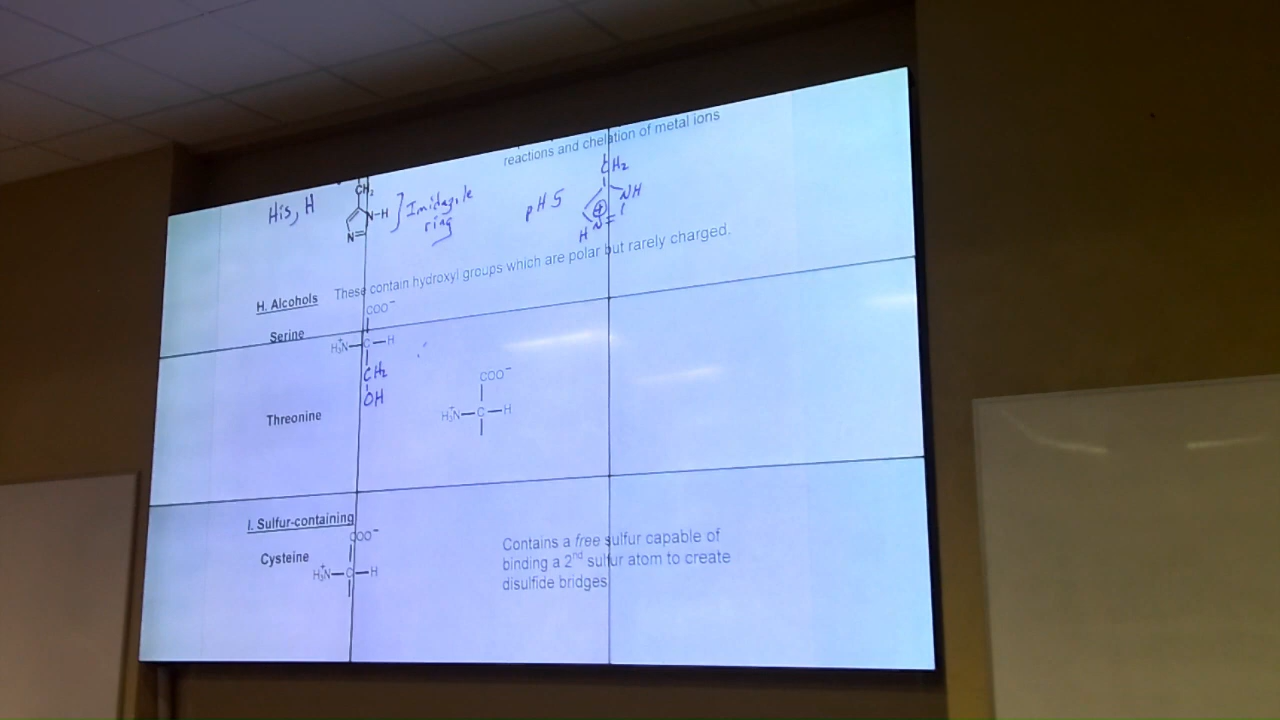 reactions and chelation of metal ions
CH₂
His, H
N-H
N
} Imidazole
ring
pH 5
CH₂
NH
⊕
N
H
H. Alcohols These contain hydroxyl groups which are polar but rarely charged.
Serine
COO⁻
H₃N⁺—C—H
CH₂
OH
Threonine
COO⁻
H₃N⁺—C—H
I. Sulfur-containing
Cysteine
COO⁻
H₃N⁺—C—H
Contains a free sulfur capable of
binding a 2nd sulfur atom to create
disulfide bridges